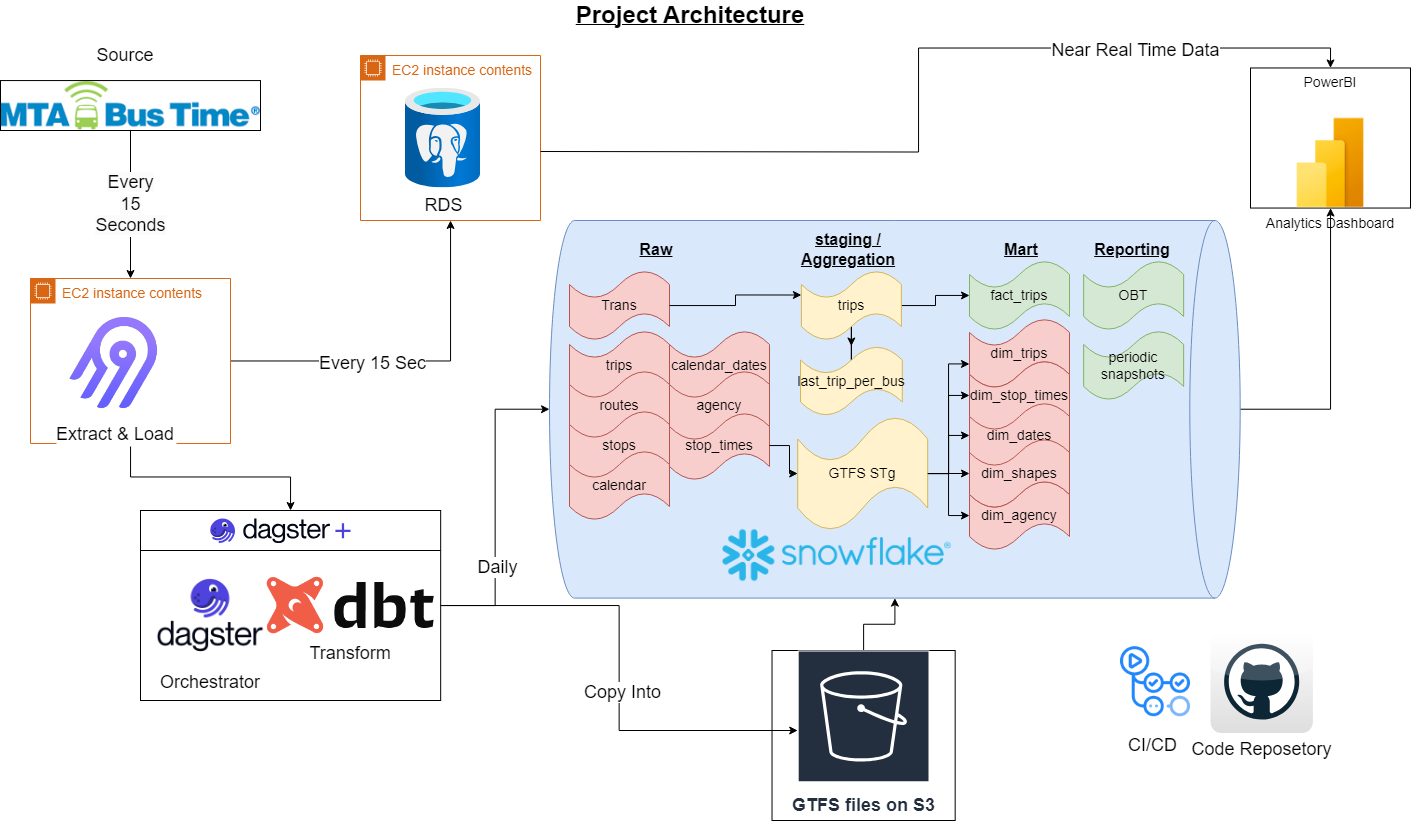 Project Architecture
Source
MTA Bus Time®
Every
15
Seconds
EC2 instance contents
Extract & Load
EC2 instance contents
RDS
Every 15 Sec
Near Real Time Data
PowerBI
Analytics Dashboard
Raw
staging /
Aggregation
Mart
Reporting
Trans
trips
fact_trips
OBT
trips
calendar_dates
last_trip_per_bus
dim_trips
periodic
snapshots
routes
agency
dim_stop_times
stops
stop_times
dim_dates
calendar
GTFS STg
dim_shapes
dim_agency
snowflake®
dagster +
dagster
dbt
Transform
Orchestrator
Daily
Copy Into
GTFS files on S3
CI/CD
Code Reposetory